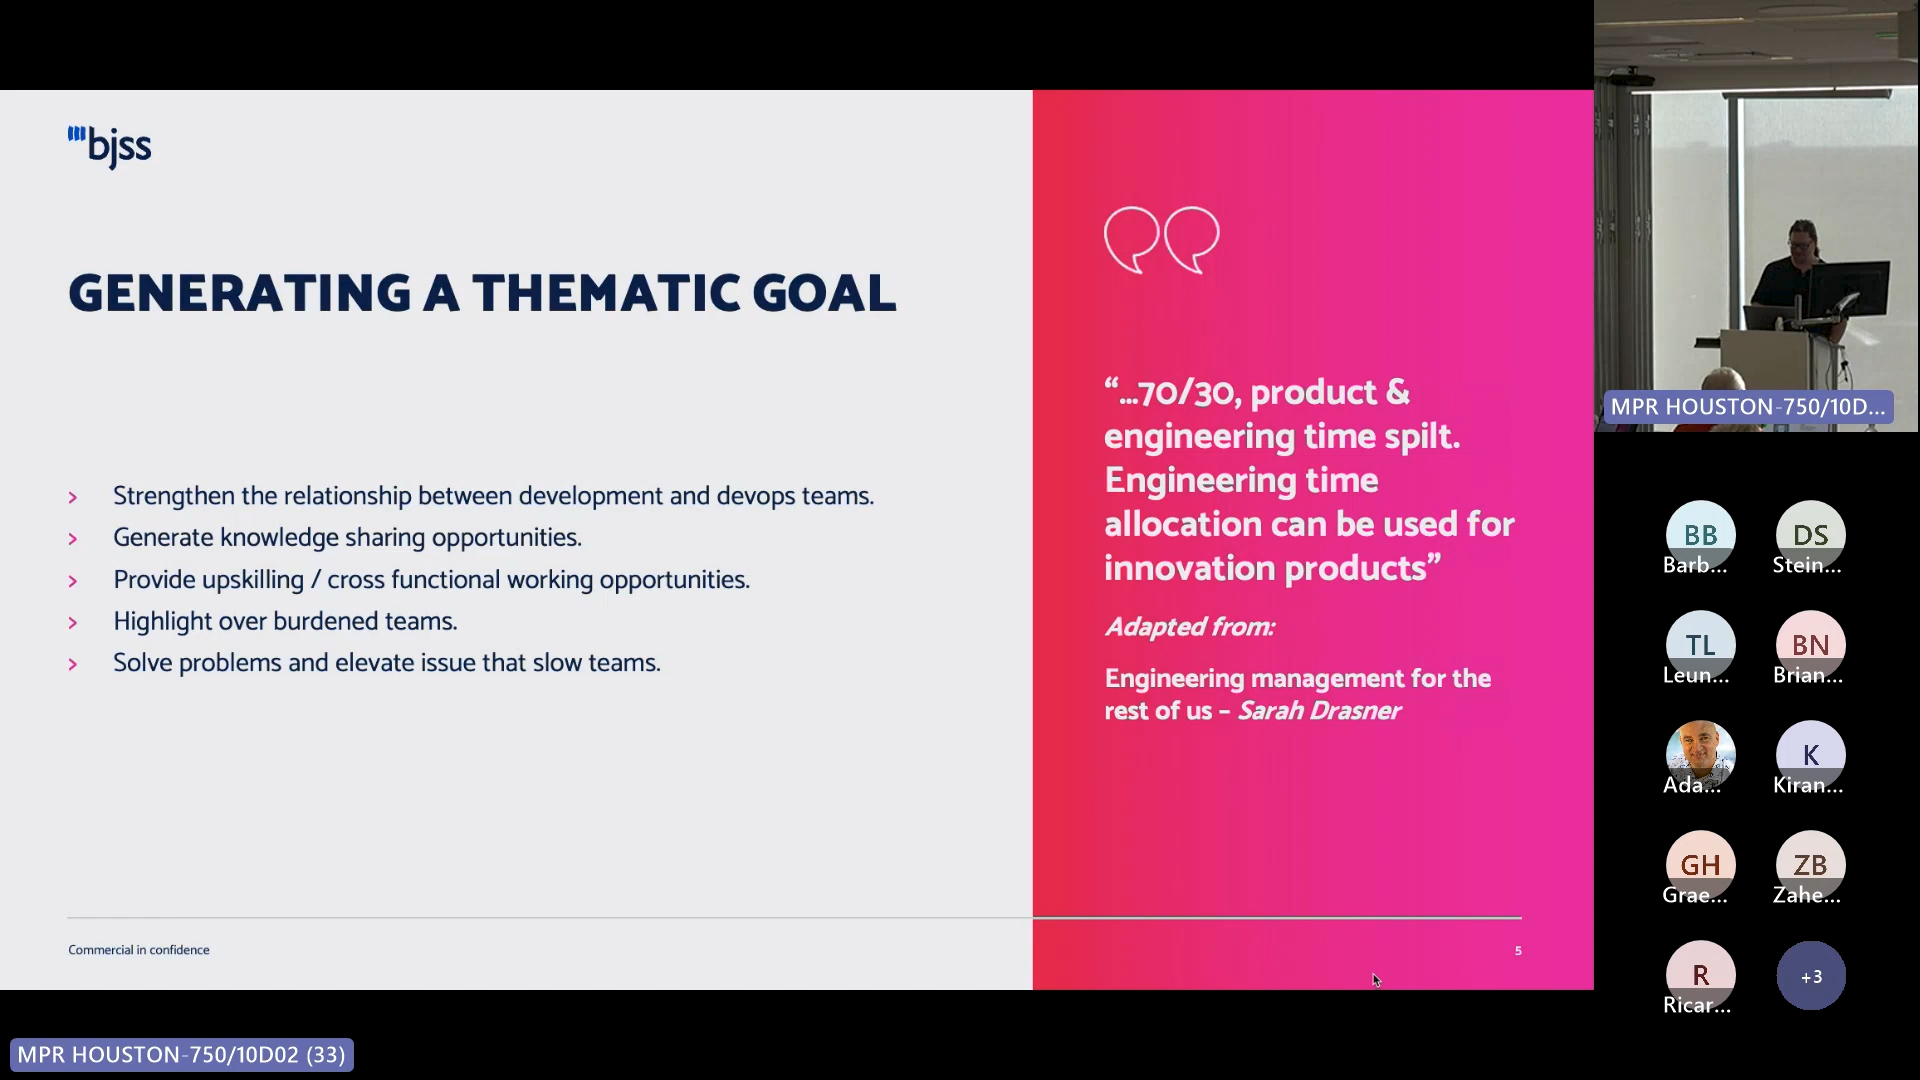 bjss
GENERATING A THEMATIC GOAL
> Strengthen the relationship between development and devops teams.
> Generate knowledge sharing opportunities.
> Provide upskilling / cross functional working opportunities.
> Highlight over burdened teams.
> Solve problems and elevate issue that slow teams.
“...70/30, product &
engineering time spilt.
Engineering time
allocation can be used for
innovation products”
Adapted from:
Engineering management for the
rest of us – Sarah Drasner
Commercial in confidence
5
MPR HOUSTON-750/10D...
BB
Barb...
DS
Stein...
TL
Leun...
BN
Brian...
Ada...
K
Kiran...
GH
Grae...
ZB
Zahe...
R
Ricar...
+3
MPR HOUSTON-750/10D02 (33)